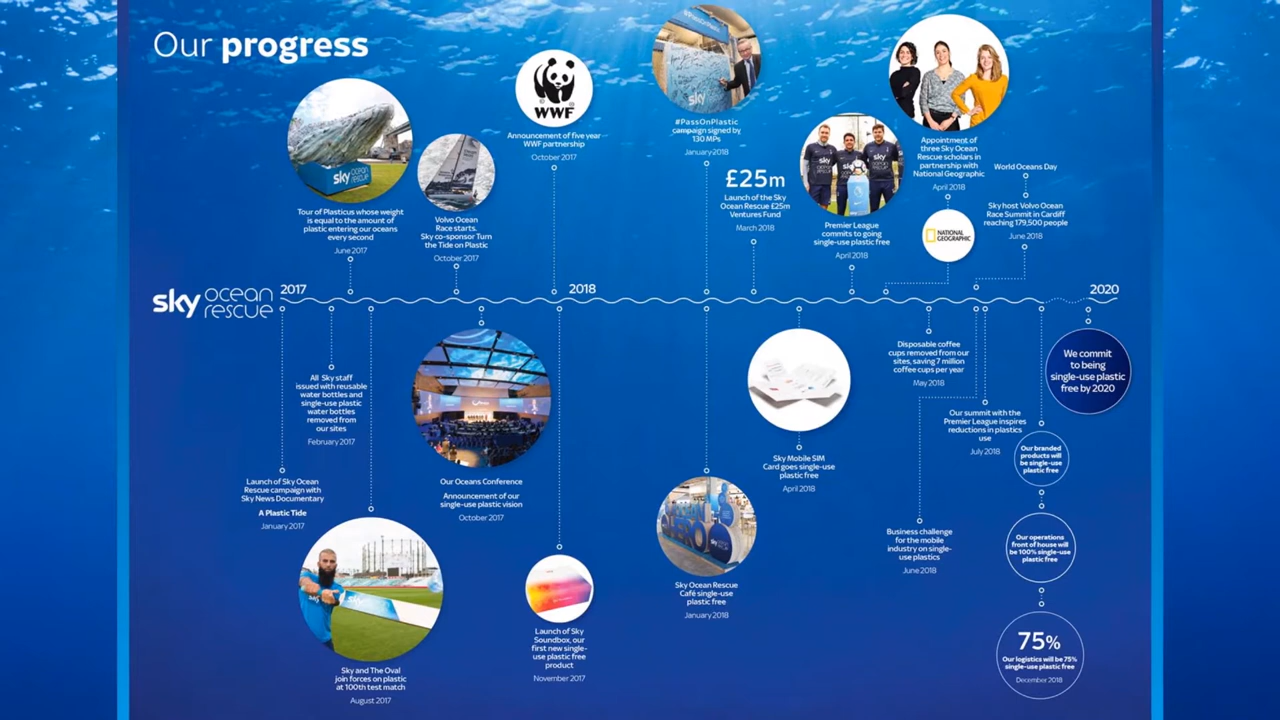 Our progress
WWF
Announcement of five year
WWF partnership
October 2017
sky
#PassOnPlastic
campaign signed by
130 MPs
January 2018
sky ocean
rescue
Tour of Plasticus whose weight
is equal to the amount of
plastic entering our oceans
every second
June 2017
Volvo Ocean
Race starts.
Sky co-sponsor Turn
the Tide on Plastic
October 2017
£25m
Launch of the Sky
Ocean Rescue £25m
Ventures Fund
March 2018
sky
sky
sky
Premier League
commits to going
single-use plastic free
April 2018
Appointment of
three Sky Ocean
Rescue scholars in
partnership with
National Geographic
April 2018
NATIONAL
GEOGRAPHIC
World Oceans Day
Sky host Volvo Ocean
Race Summit in Cardiff
reaching 179,500 people
June 2018
sky ocean
rescue
2017
2018
2020
Launch of Sky Ocean
Rescue campaign with
Sky News Documentary
A Plastic Tide
January 2017
All Sky staff
issued with reusable
water bottles and
single-use plastic
water bottles
removed from
our sites
February 2017
sky
Sky and The Oval
join forces on plastic
at 100th test match
August 2017
Our Oceans Conference
Announcement of our
single-use plastic vision
October 2017
Launch of Sky
Soundbox, our
first new single-
use plastic free
product
November 2017
sky
Sky Ocean Rescue
Café single-use
plastic free
January 2018
Sky Mobile SIM
Card goes single-use
plastic free
April 2018
Disposable coffee
cups removed from our
sites, saving 7 million
coffee cups per year
May 2018
Business challenge
for the mobile
industry on single-
use plastics
June 2018
Our summit with the
Premier League inspires
reductions in plastics
use
July 2018
We commit
to being
single-use plastic
free by 2020
Our branded
products will
be single-use
plastic free
Our operations
front of house will
be 100% single-use
plastic free
75%
Our logistics will be 75%
single-use plastic free
December 2018